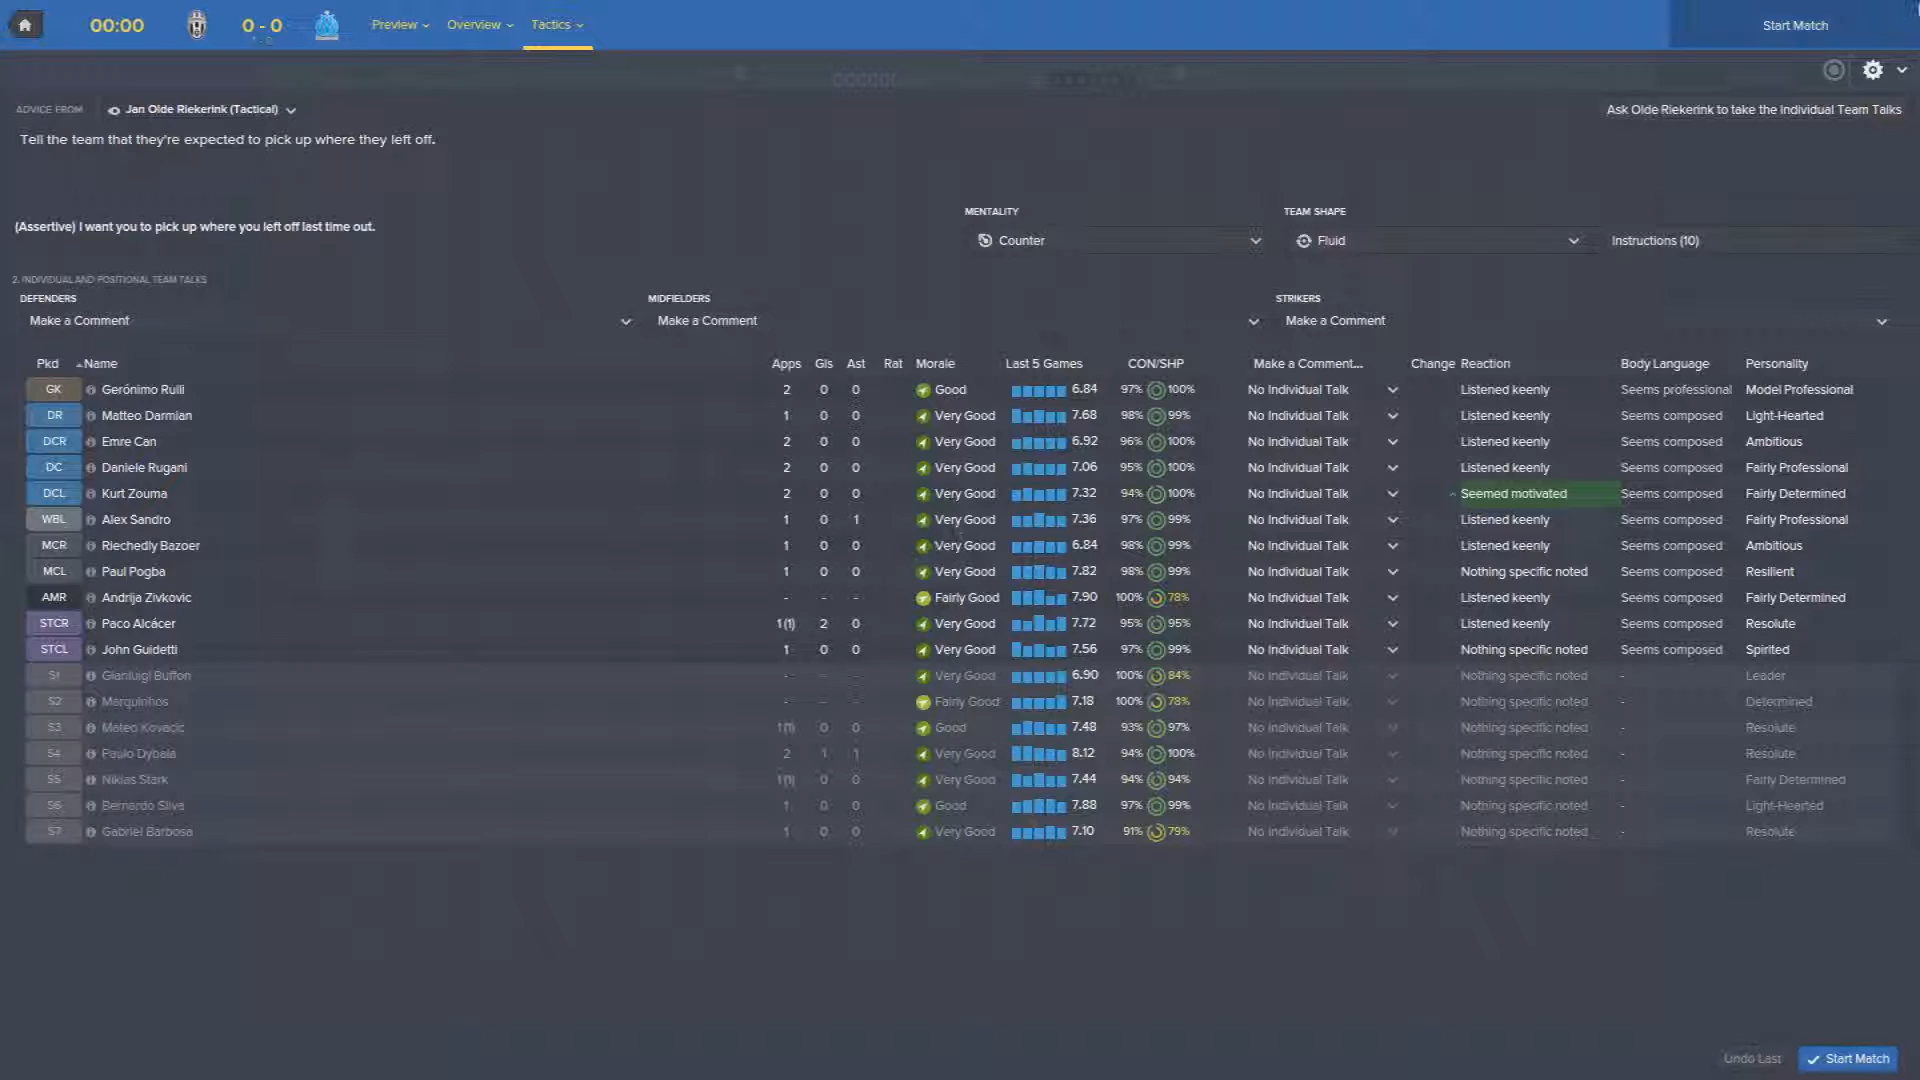 00:00 0 - 0 Preview Overview Tactics Start Match
ADVICE FROM Jan Olde Riekerink (Tactical) Ask Olde Riekerink to take the Individual Team Talks
Tell the team that they're expected to pick up where they left off.
MENTALITY TEAM SHAPE
(Assertive) I want you to pick up where you left off last time out.
Counter Fluid Instructions (10)
2. INDIVIDUAL AND POSITIONAL TEAM TALKS
DEFENDERS MIDFIELDERS STRIKERS
Make a Comment Make a Comment Make a Comment
Pkd Name Apps Gls Ast Rat Morale Last 5 Games CON/SHP Make a Comment... Change Reaction Body Language Personality
GK Gerónimo Rulli 2 0 0 Good 6.84 97% 100% No Individual Talk Listened keenly Seems professional Model Professional
DR Matteo Darmian 1 0 0 Very Good 7.68 98% 99% No Individual Talk Listened keenly Seems composed Light-Hearted
DCR Emre Can 2 0 0 Very Good 6.92 96% 100% No Individual Talk Listened keenly Seems composed Ambitious
DC Daniele Rugani 2 0 0 Very Good 7.06 95% 100% No Individual Talk Listened keenly Seems composed Fairly Professional
DCL Kurt Zouma 2 0 0 Very Good 7.32 94% 100% No Individual Talk Seemed motivated Seems composed Fairly Determined
WBL Alex Sandro 1 0 1 Very Good 7.36 97% 99% No Individual Talk Listened keenly Seems composed Fairly Professional
MCR Riechedly Bazoer 1 0 0 Very Good 6.84 98% 99% No Individual Talk Listened keenly Seems composed Ambitious
MCL Paul Pogba 1 0 0 Very Good 7.82 98% 99% No Individual Talk Nothing specific noted Seems composed Resilient
AMR Andrija Zivkovic - - - Fairly Good 7.90 100% 78% No Individual Talk Listened keenly Seems composed Fairly Determined
STCR Paco Alcácer 1 (1) 2 0 Very Good 7.72 95% 95% No Individual Talk Listened keenly Seems composed Resolute
STCL John Guidetti 1 0 0 Very Good 7.56 97% 99% No Individual Talk Nothing specific noted Seems composed Spirited
S1 Gianluigi Buffon - - - Very Good 6.90 100% 84% No Individual Talk Nothing specific noted - Leader
S2 Marquinhos - - - Fairly Good 7.18 100% 78% No Individual Talk Nothing specific noted - Determined
S3 Mateo Kovacic 1 (1) 0 0 Good 7.48 93% 97% No Individual Talk Nothing specific noted - Resolute
S4 Paulo Dybala 2 1 1 Very Good 8.12 94% 100% No Individual Talk Nothing specific noted - Resolute
S5 Niklas Stark 1 (1) 0 0 Very Good 7.44 94% 94% No Individual Talk Nothing specific noted - Fairly Determined
S6 Bernardo Silva 1 0 0 Good 7.88 97% 99% No Individual Talk Nothing specific noted - Light-Hearted
S7 Gabriel Barbosa 1 0 0 Very Good 7.10 91% 79% No Individual Talk Nothing specific noted - Resolute
Undo Last Start Match